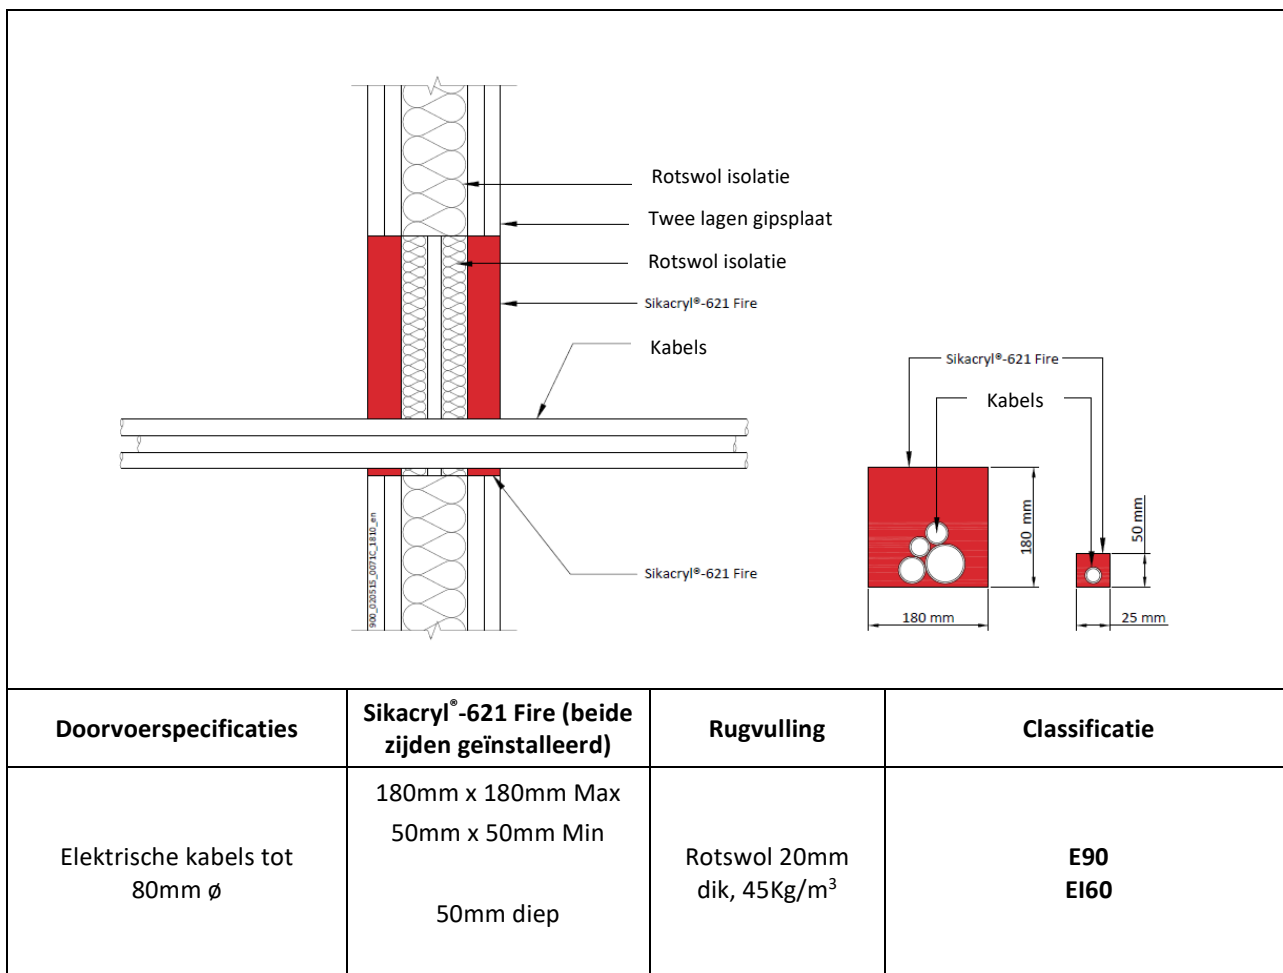 Rotswol isolatie
Twee lagen gipsplaat
Rotswol isolatie
Sikacryl®-621 Fire
Kabels
Sikacryl®-621 Fire
900_020515_0071C_1810_en
Sikacryl®-621 Fire
Kabels
180 mm
50 mm
180 mm
25 mm
Doorvoerspecificaties
Sikacryl®-621 Fire (beide
zijden geïnstalleerd)
Rugvulling
Classificatie
Elektrische kabels tot
80mm ø
180mm x 180mm Max
50mm x 50mm Min
50mm diep
Rotswol 20mm
dik, 45Kg/m³
E90
EI60